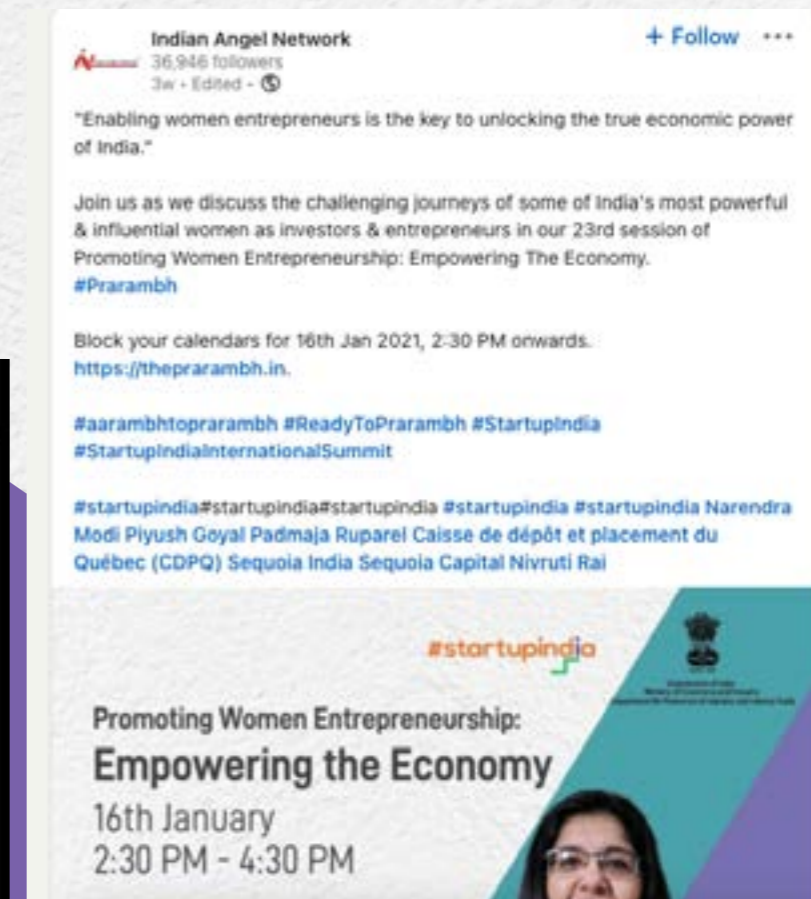 Indian Angel Network
+ Follow ...
36,946 followers
3w • Edited •
"Enabling women entrepreneurs is the key to unlocking the true economic power
of India."
Join us as we discuss the challenging journeys of some of India's most powerful
& influential women as investors & entrepreneurs in our 23rd session of
Promoting Women Entrepreneurship: Empowering The Economy.
#Prarambh
Block your calendars for 16th Jan 2021, 2:30 PM onwards.
https://theprarambh.in.
#aarambhtoprarambh #ReadyToPrarambh #StartupIndia
#StartupIndiaInternationalSummit
#startupindia#startupindia#startupindia #startupindia #startupindia Narendra
Modi Piyush Goyal Padmaja Ruparel Caisse de dépôt et placement du
Québec (CDPQ) Sequoia India Sequoia Capital Nivruti Rai
#startupindia
Promoting Women Entrepreneurship:
Empowering the Economy
16th January
2:30 PM - 4:30 PM